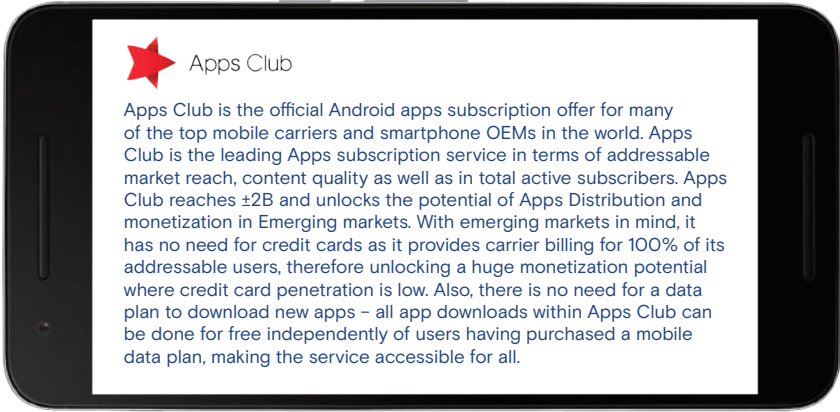 Apps Club
Apps Club is the official Android apps subscription offer for many
of the top mobile carriers and smartphone OEMs in the world. Apps
Club is the leading Apps subscription service in terms of addressable
market reach, content quality as well as in total active subscribers. Apps
Club reaches ±2B and unlocks the potential of Apps Distribution and
monetization in Emerging markets. With emerging markets in mind, it
has no need for credit cards as it provides carrier billing for 100% of its
addressable users, therefore unlocking a huge monetization potential
where credit card penetration is low. Also, there is no need for a data
plan to download new apps – all app downloads within Apps Club can
be done for free independently of users having purchased a mobile
data plan, making the service accessible for all.